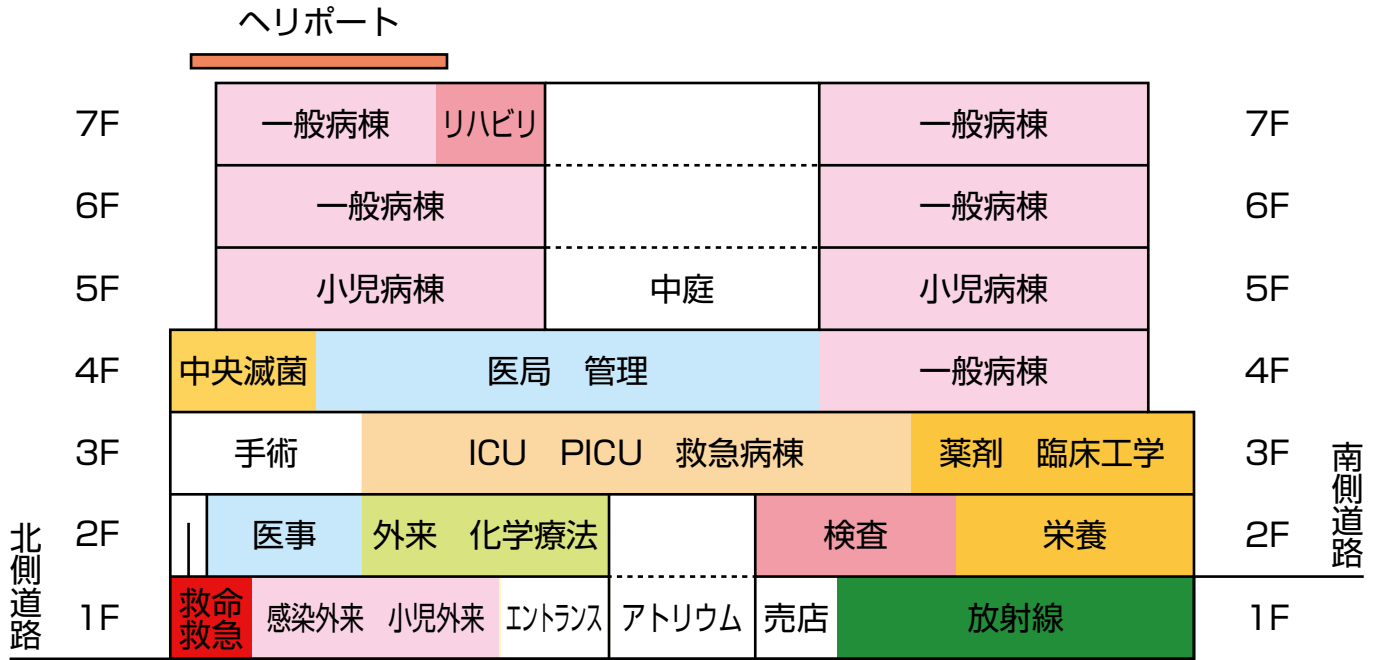 ヘリポート
7F 一般病棟 リハビリ 一般病棟 7F
6F 一般病棟 一般病棟 6F
5F 小児病棟 中庭 小児病棟 5F
4F 中央滅菌 医局 管理 一般病棟 4F
3F 手術 ICU PICU 救急病棟 薬剤 臨床工学 3F
2F 医事 外来 化学療法 検査 栄養 2F
1F 救命
救急 感染外来 小児外来 エントランス アトリウム 売店 放射線 1F
北側道路
南側道路